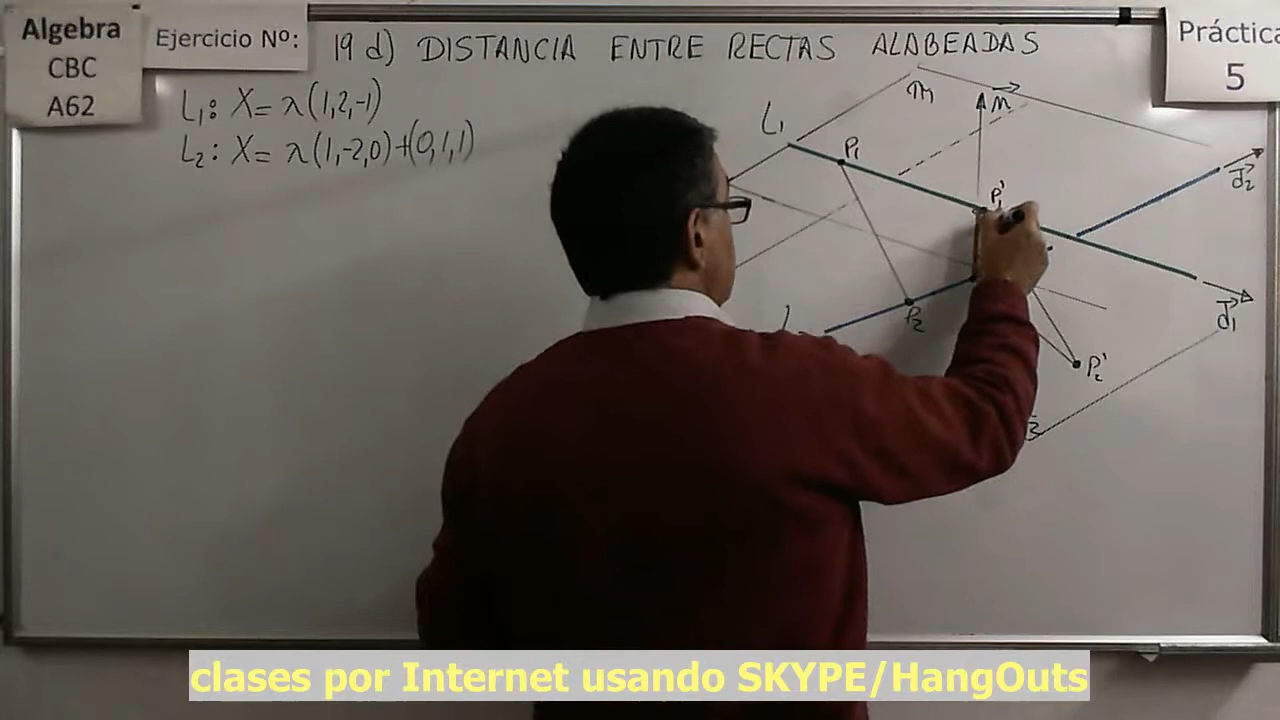 Algebra
CBC
A62
Ejercicio Nº:
19 d) DISTANCIA ENTRE RECTAS ALABEADAS
Práctica
5
L₁: X= λ(1,2,-1)
L₂: X= λ(1,-2,0)+(0,1,1)
π₁
n
L₁
P₁
P₁'
d₂
P₂
d₁
P₂'
clases por Internet usando SKYPE/HangOuts